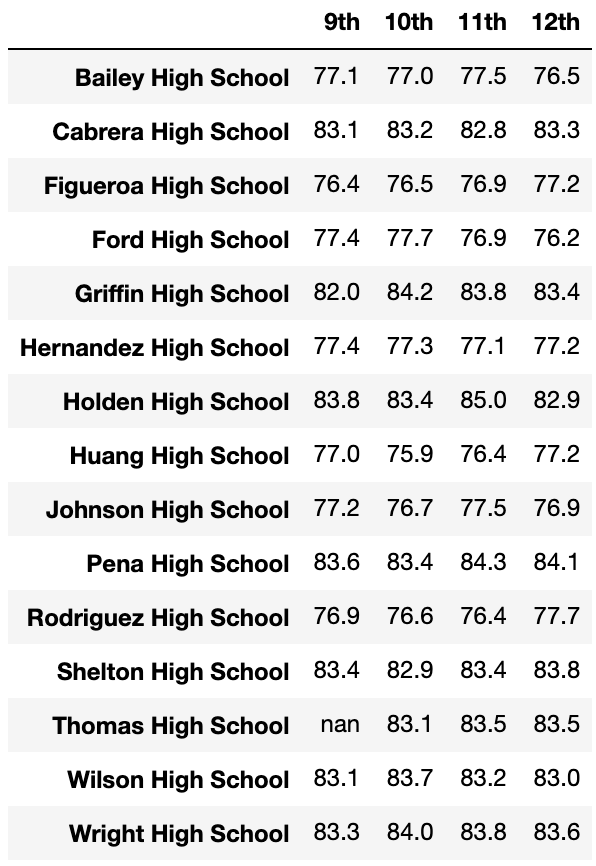 9th 10th 11th 12th
Bailey High School 77.1 77.0 77.5 76.5
Cabrera High School 83.1 83.2 82.8 83.3
Figueroa High School 76.4 76.5 76.9 77.2
Ford High School 77.4 77.7 76.9 76.2
Griffin High School 82.0 84.2 83.8 83.4
Hernandez High School 77.4 77.3 77.1 77.2
Holden High School 83.8 83.4 85.0 82.9
Huang High School 77.0 75.9 76.4 77.2
Johnson High School 77.2 76.7 77.5 76.9
Pena High School 83.6 83.4 84.3 84.1
Rodriguez High School 76.9 76.6 76.4 77.7
Shelton High School 83.4 82.9 83.4 83.8
Thomas High School nan 83.1 83.5 83.5
Wilson High School 83.1 83.7 83.2 83.0
Wright High School 83.3 84.0 83.8 83.6